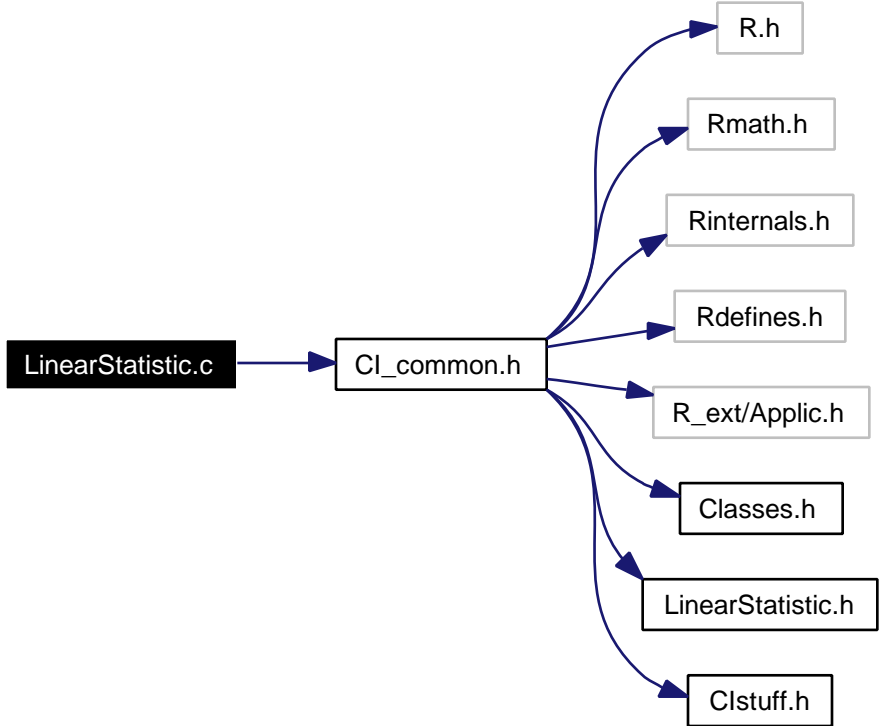 R.h
Rmath.h
Rinternals.h
Rdefines.h
LinearStatistic.c
CI_common.h
R_ext/Applic.h
Classes.h
LinearStatistic.h
CIstuff.h